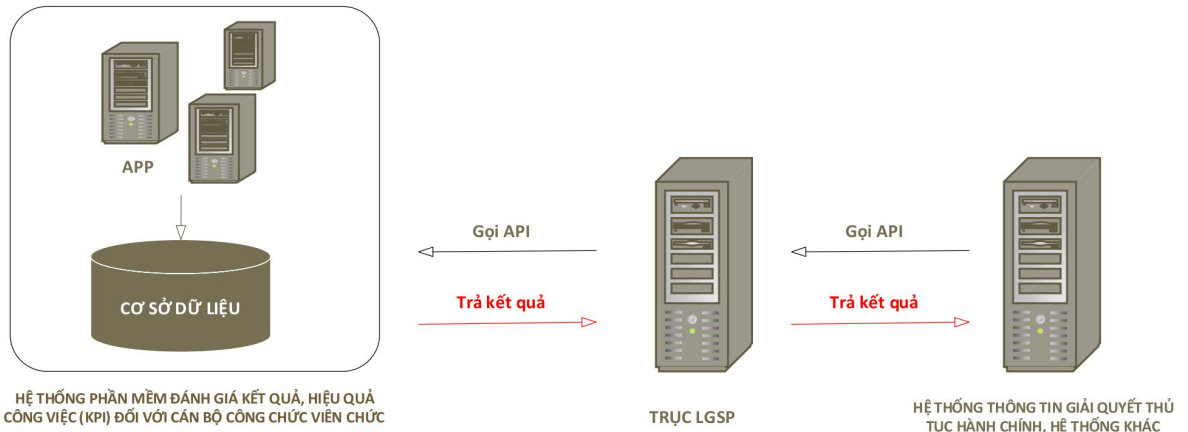 APP
CƠ SỞ DỮ LIỆU
HỆ THỐNG PHẦN MỀM ĐÁNH GIÁ KẾT QUẢ, HIỆU QUẢ
CÔNG VIỆC (KPI) ĐỐI VỚI CÁN BỘ CÔNG CHỨC VIÊN CHỨC
Gọi API
Trả kết quả
TRỤC LGSP
Gọi API
Trả kết quả
HỆ THỐNG THÔNG TIN GIẢI QUYẾT THỦ
TỤC HÀNH CHÍNH, HỆ THỐNG KHÁC